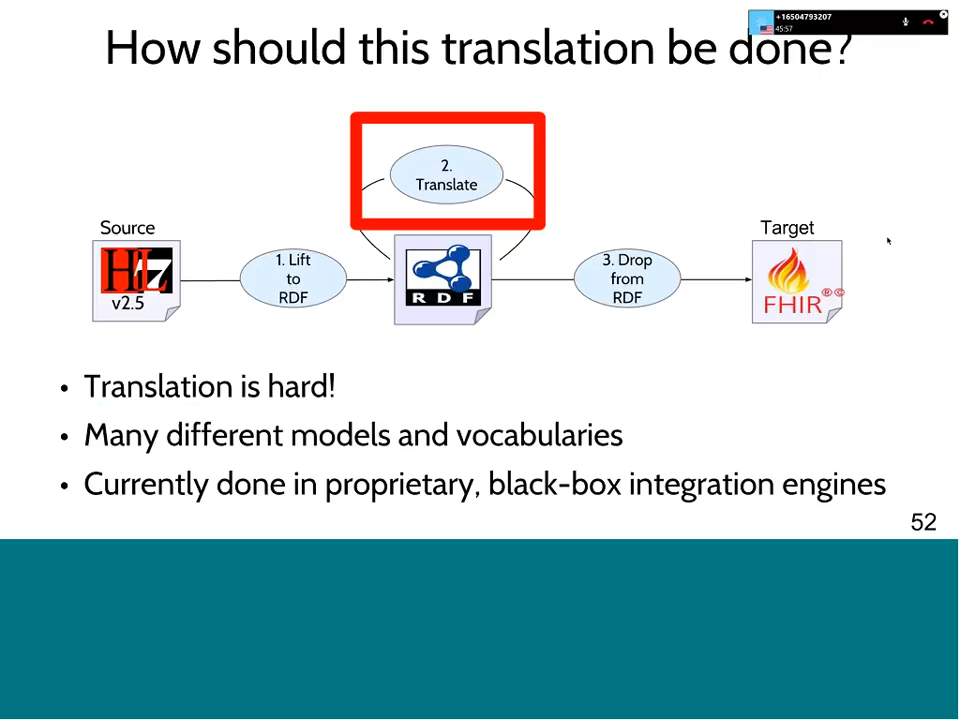 +16504793207
45:57
How should this translation be done?
2.
Translate
Source
Target
HL7
v2.5
1. Lift
to
RDF
RDF
3. Drop
from
RDF
FHIR®©
• Translation is hard!
• Many different models and vocabularies
• Currently done in proprietary, black-box integration engines
52